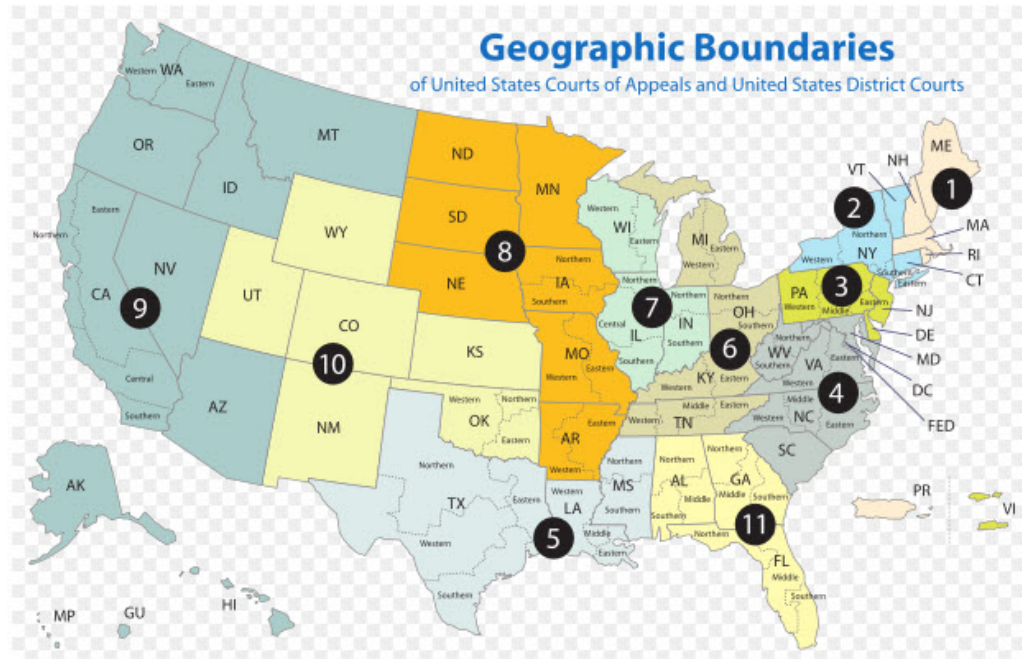 Geographic Boundaries
of United States Courts of Appeals and United States District Courts
Western WA Eastern
OR
ID
MT
ND
MN
SD
NE
8
WY
Northern
Eastern
CA
NV
9
Central
Southern
UT
AZ
CO
10
NM
KS
Western Northern
OK
Eastern
Northern
IA
Southern
MO
Western Eastern
Eastern
AR
Western
Western
WI
Eastern
Northern
7
Central
IL
Southern
Northern
IN
Southern
MI
Eastern
Western
Northern
OH
Southern
6
Western KY Eastern
Western Middle Eastern
TN
VT
NH
ME
1
2
MA
RI
CT
Northern
Western
NY
Southern
Eastern
PA
3
Western Middle Eastern
NJ
DE
MD
DC
FED
Northern
WV
Southern
VA
Eastern
Western
4
Middle
Western NC Eastern
SC
Northern
TX
Eastern
Western
Southern
Western
LA
Middle
Eastern
5
Northern
MS
Southern
Northern
AL
Middle
Southern
Northern
GA
Middle Southern
11
Northern
FL
Middle
Southern
PR
VI
AK
HI
MP
GU